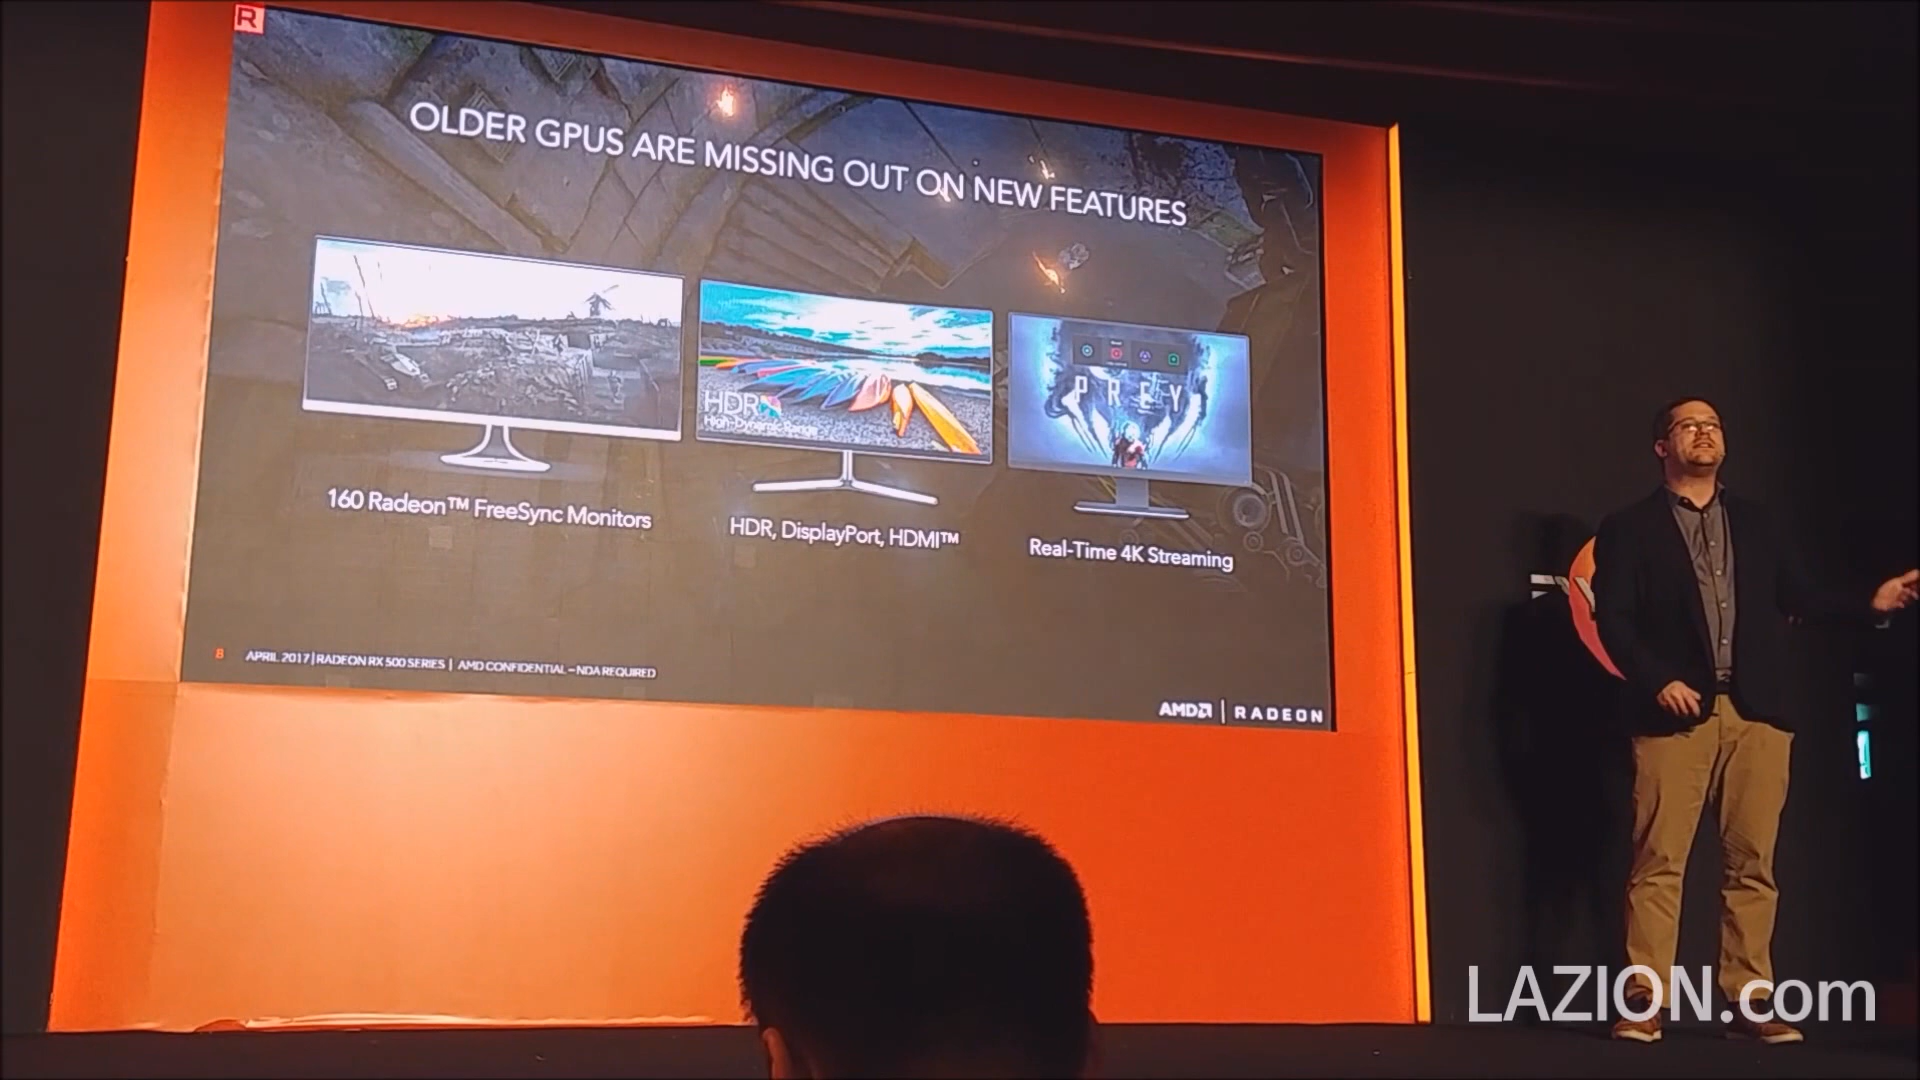 R
OLDER GPUS ARE MISSING OUT ON NEW FEATURES
HDR
High-Dynamic Range
PREY
160 Radeon™ FreeSync Monitors
HDR, DisplayPort, HDMI™
Real-Time 4K Streaming
8 APRIL 2017 | RADEON RX 500 SERIES | AMD CONFIDENTIAL – NDA REQUIRED
AMD | RADEON
LAZION.com